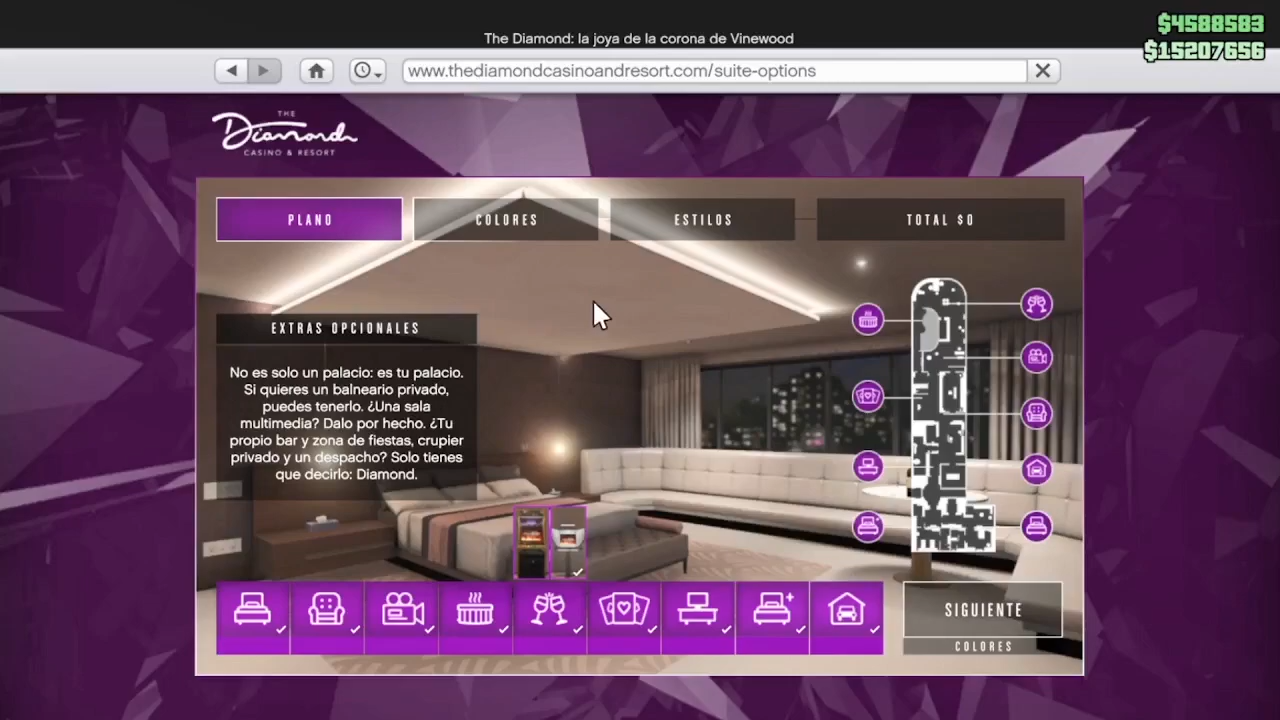 The Diamond: la joya de la corona de Vinewood
$4588583
$15207656
www.thediamondcasinoandresort.com/suite-options
THE
Diamond
CASINO & RESORT
PLANO
COLORES
ESTILOS
TOTAL $0
EXTRAS OPCIONALES
No es solo un palacio: es tu palacio.
Si quieres un balneario privado,
puedes tenerlo. ¿Una sala
multimedia? Dalo por hecho. ¿Tu
propio bar y zona de fiestas, crupier
privado y un despacho? Solo tienes
que decirlo: Diamond.
SIGUIENTE
COLORES